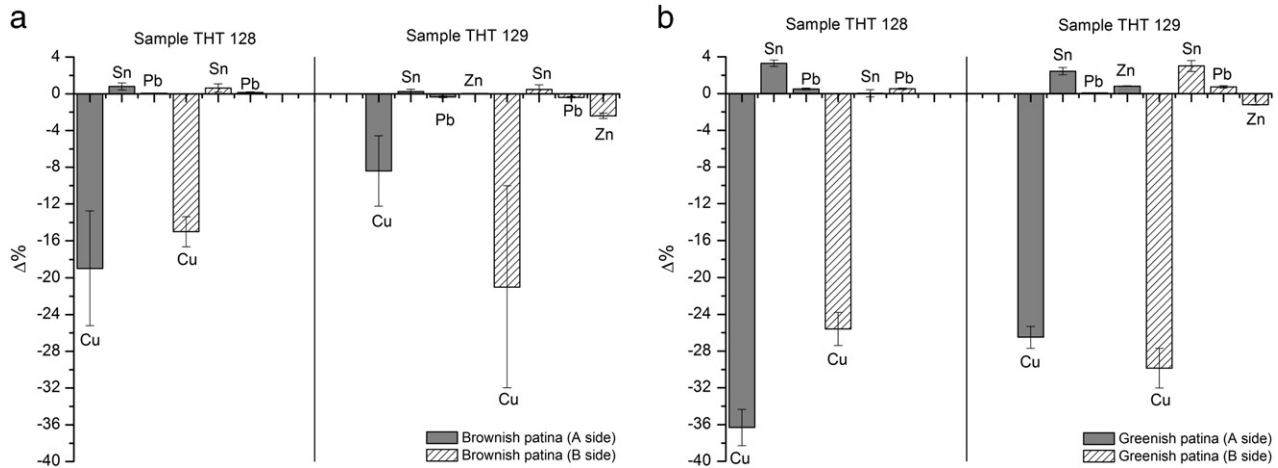 a
Sample THT 128
Sample THT 129
4
0
-4
-8
-12
-16
-20
-24
-28
-32
-36
-40
Δ%
Sn
Pb
Sn
Pb
Cu
Cu
Sn
Pb
Zn
Sn
Pb
Zn
Cu
Cu
Brownish patina (A side)
Brownish patina (B side)
b
Sample THT 128
Sample THT 129
4
0
-4
-8
-12
-16
-20
-24
-28
-32
-36
-40
Δ%
Sn
Pb
Sn
Pb
Cu
Cu
Sn
Pb
Zn
Sn
Pb
Zn
Cu
Cu
Greenish patina (A side)
Greenish patina (B side)